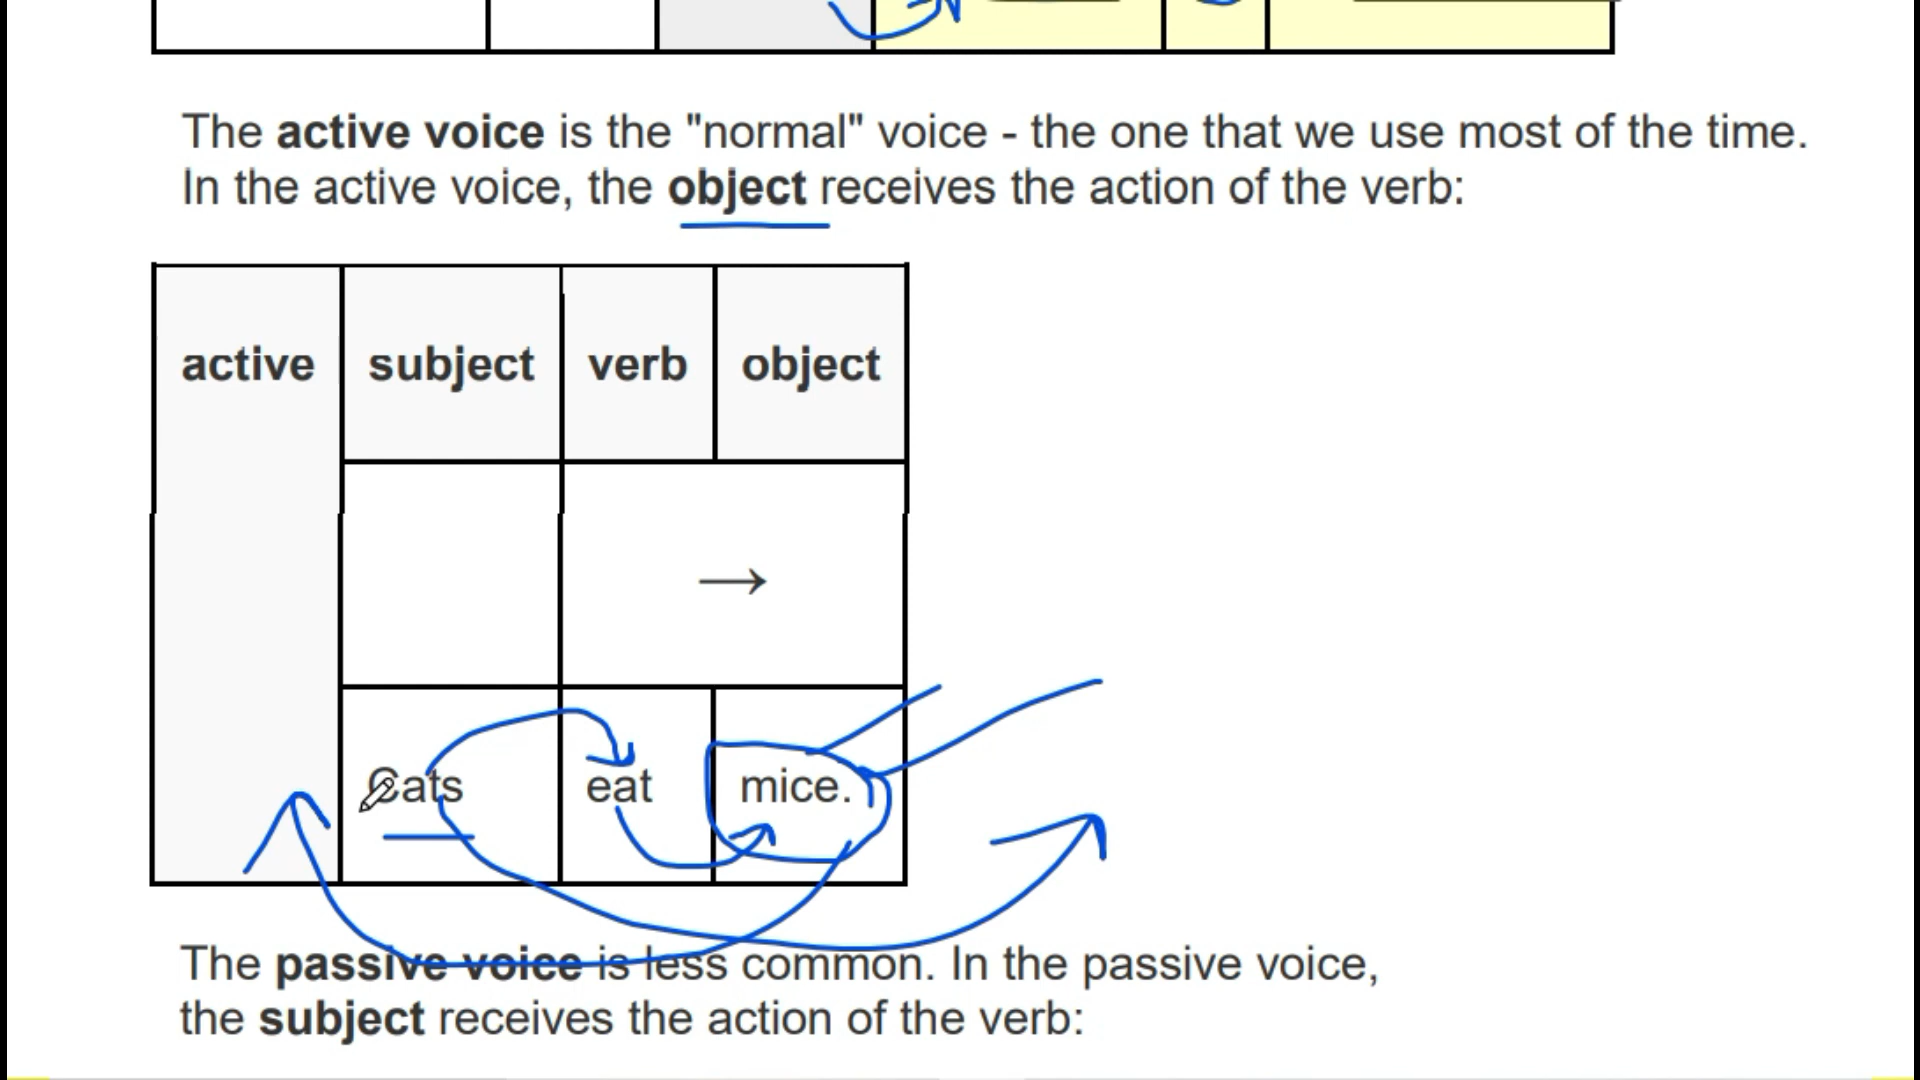 The active voice is the "normal" voice - the one that we use most of the time.
In the active voice, the object receives the action of the verb:
active subject verb object
→
Cats eat mice.
The passive voice is less common. In the passive voice,
the subject receives the action of the verb: